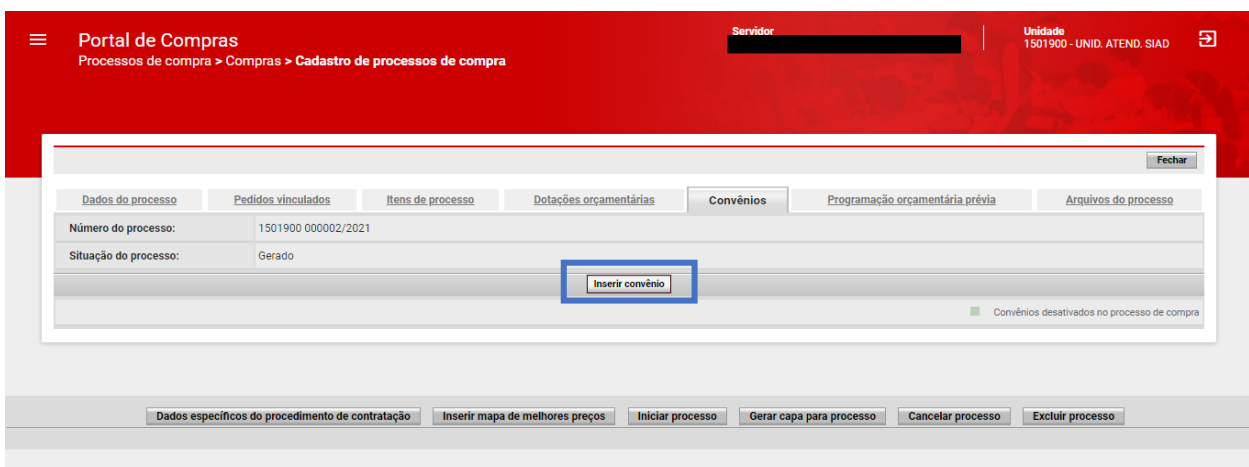 Portal de Compras
Processos de compra > Compras > Cadastro de processos de compra
Servidor
Unidade
1501900 - UNID. ATEND. SIAD
Fechar
Dados do processo Pedidos vinculados Itens de processo Dotações orçamentárias Convênios Programação orçamentária prévia Arquivos do processo
Número do processo: 1501900 000002/2021
Situação do processo: Gerado
Inserir convênio
Convênios desativados no processo de compra
Dados específicos do procedimento de contratação Inserir mapa de melhores preços Iniciar processo Gerar capa para processo Cancelar processo Excluir processo